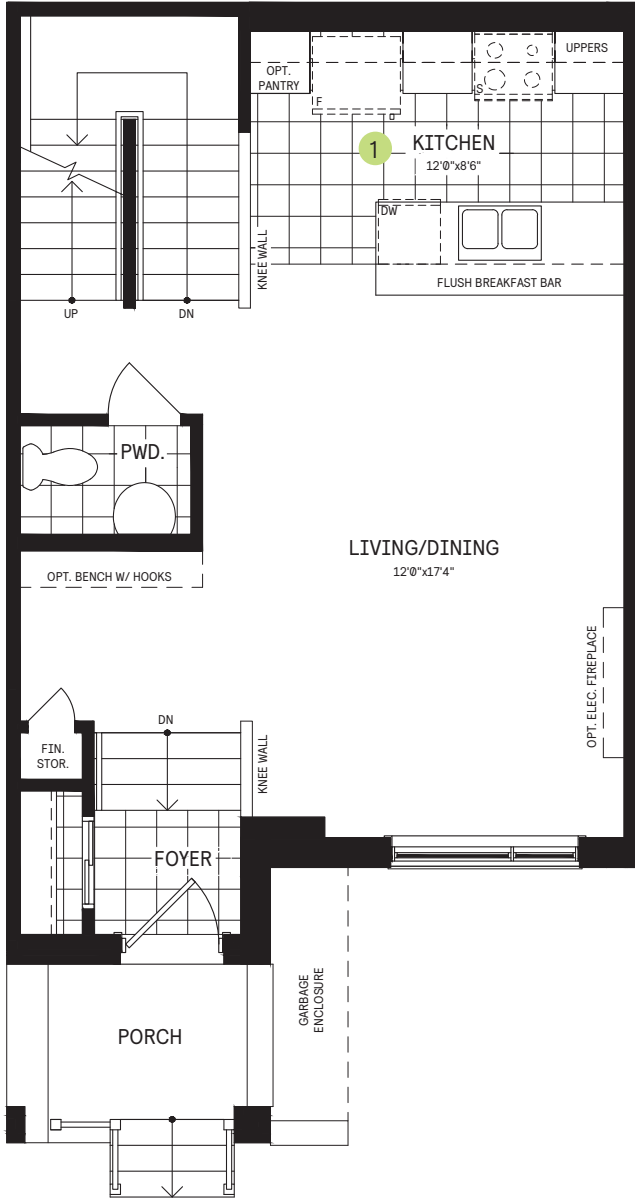 UPPERS
OPT.
PANTRY
F
S
1
KITCHEN
12'0"x8'6"
DW
KNEE WALL
FLUSH BREAKFAST BAR
UP
DN
PWD.
LIVING/DINING
12'0"x17'4"
OPT. BENCH W/ HOOKS
OPT. ELEC. FIREPLACE
DN
FIN.
STOR.
KNEE WALL
FOYER
GARBAGE
ENCLOSURE
PORCH